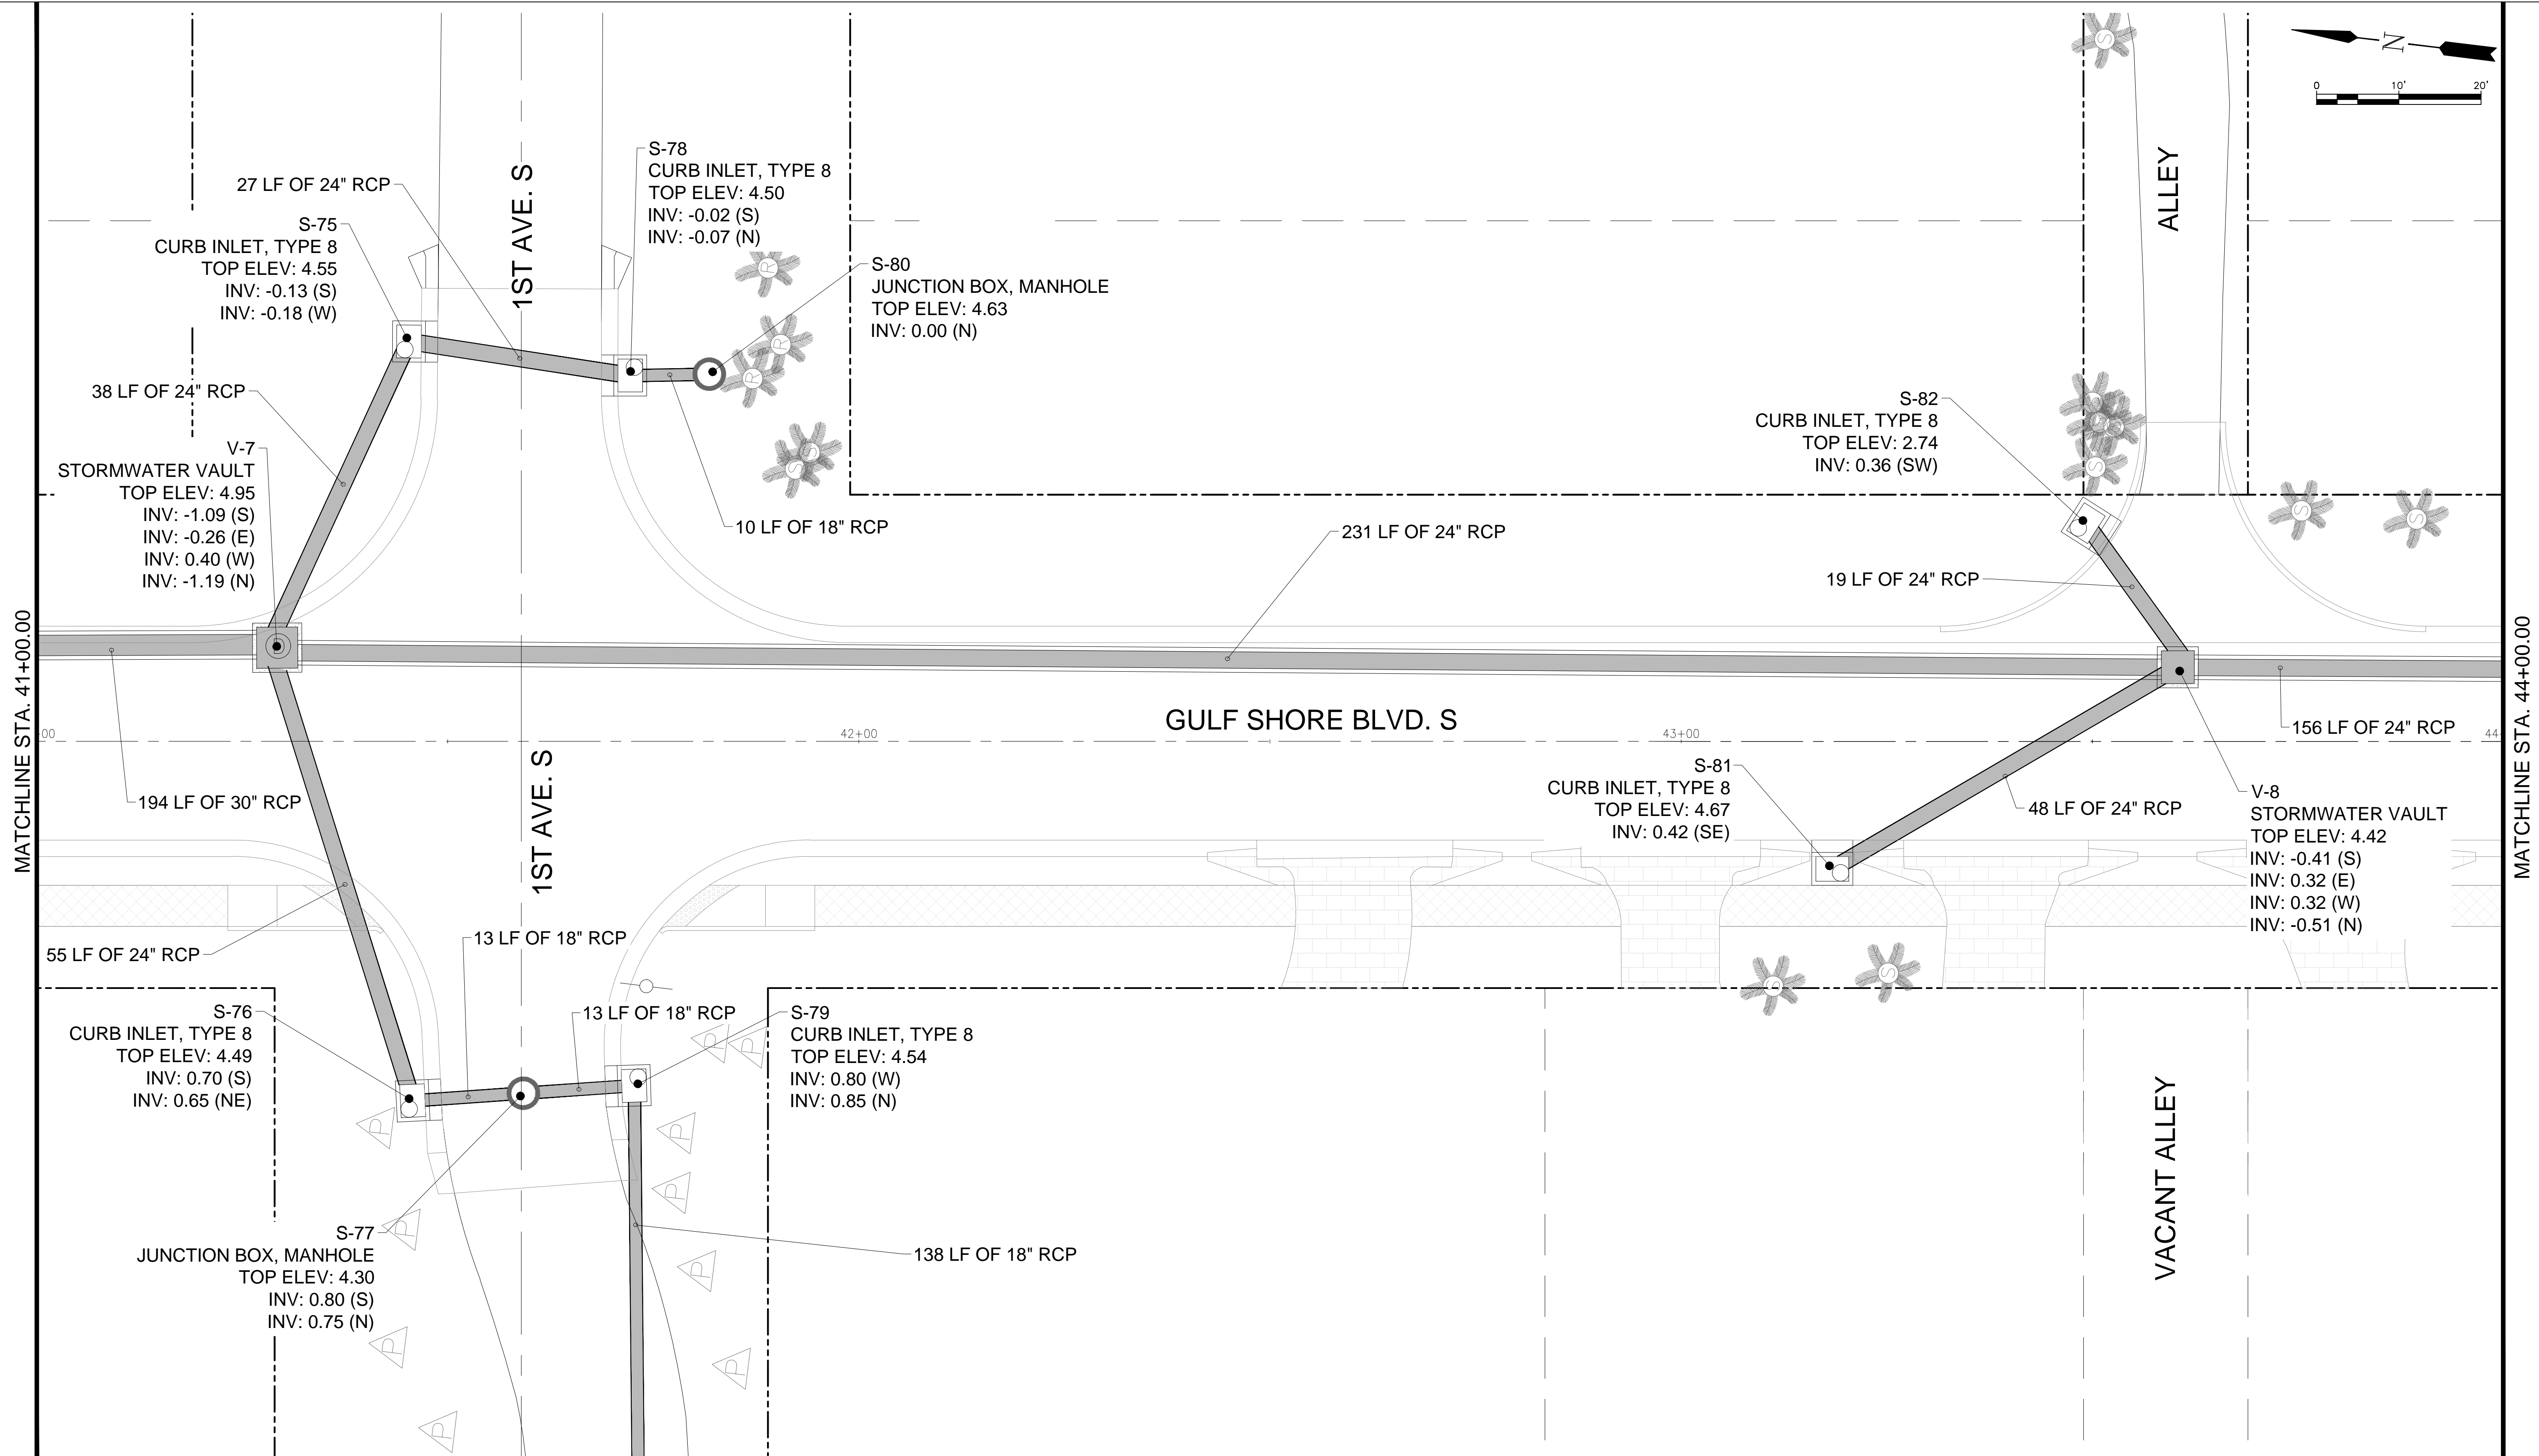 N
0 10' 20'
1ST AVE. S
ALLEY
S-78
CURB INLET, TYPE 8
TOP ELEV: 4.50
INV: -0.02 (S)
INV: -0.07 (N)
27 LF OF 24" RCP
S-75
CURB INLET, TYPE 8
TOP ELEV: 4.55
INV: -0.13 (S)
INV: -0.18 (W)
S-80
JUNCTION BOX, MANHOLE
TOP ELEV: 4.63
INV: 0.00 (N)
38 LF OF 24" RCP
S-82
CURB INLET, TYPE 8
TOP ELEV: 2.74
INV: 0.36 (SW)
V-7
STORMWATER VAULT
TOP ELEV: 4.95
INV: -1.09 (S)
INV: -0.26 (E)
INV: 0.40 (W)
INV: -1.19 (N)
10 LF OF 18" RCP
231 LF OF 24" RCP
19 LF OF 24" RCP
MATCHLINE STA. 41+00.00
MATCHLINE STA. 44+00.00
GULF SHORE BLVD. S
156 LF OF 24" RCP
00 42+00 43+00 44
194 LF OF 30" RCP
1ST AVE. S
S-81
CURB INLET, TYPE 8
TOP ELEV: 4.67
INV: 0.42 (SE)
48 LF OF 24" RCP
V-8
STORMWATER VAULT
TOP ELEV: 4.42
INV: -0.41 (S)
INV: 0.32 (E)
INV: 0.32 (W)
INV: -0.51 (N)
55 LF OF 24" RCP
13 LF OF 18" RCP
13 LF OF 18" RCP
S-76
CURB INLET, TYPE 8
TOP ELEV: 4.49
INV: 0.70 (S)
INV: 0.65 (NE)
S-79
CURB INLET, TYPE 8
TOP ELEV: 4.54
INV: 0.80 (W)
INV: 0.85 (N)
S-77
JUNCTION BOX, MANHOLE
TOP ELEV: 4.30
INV: 0.80 (S)
INV: 0.75 (N)
138 LF OF 18" RCP
VACANT ALLEY
S
R
R
R
S
S
S
S
S
S
S
P
P
P
P
P
P
P
P
P
P